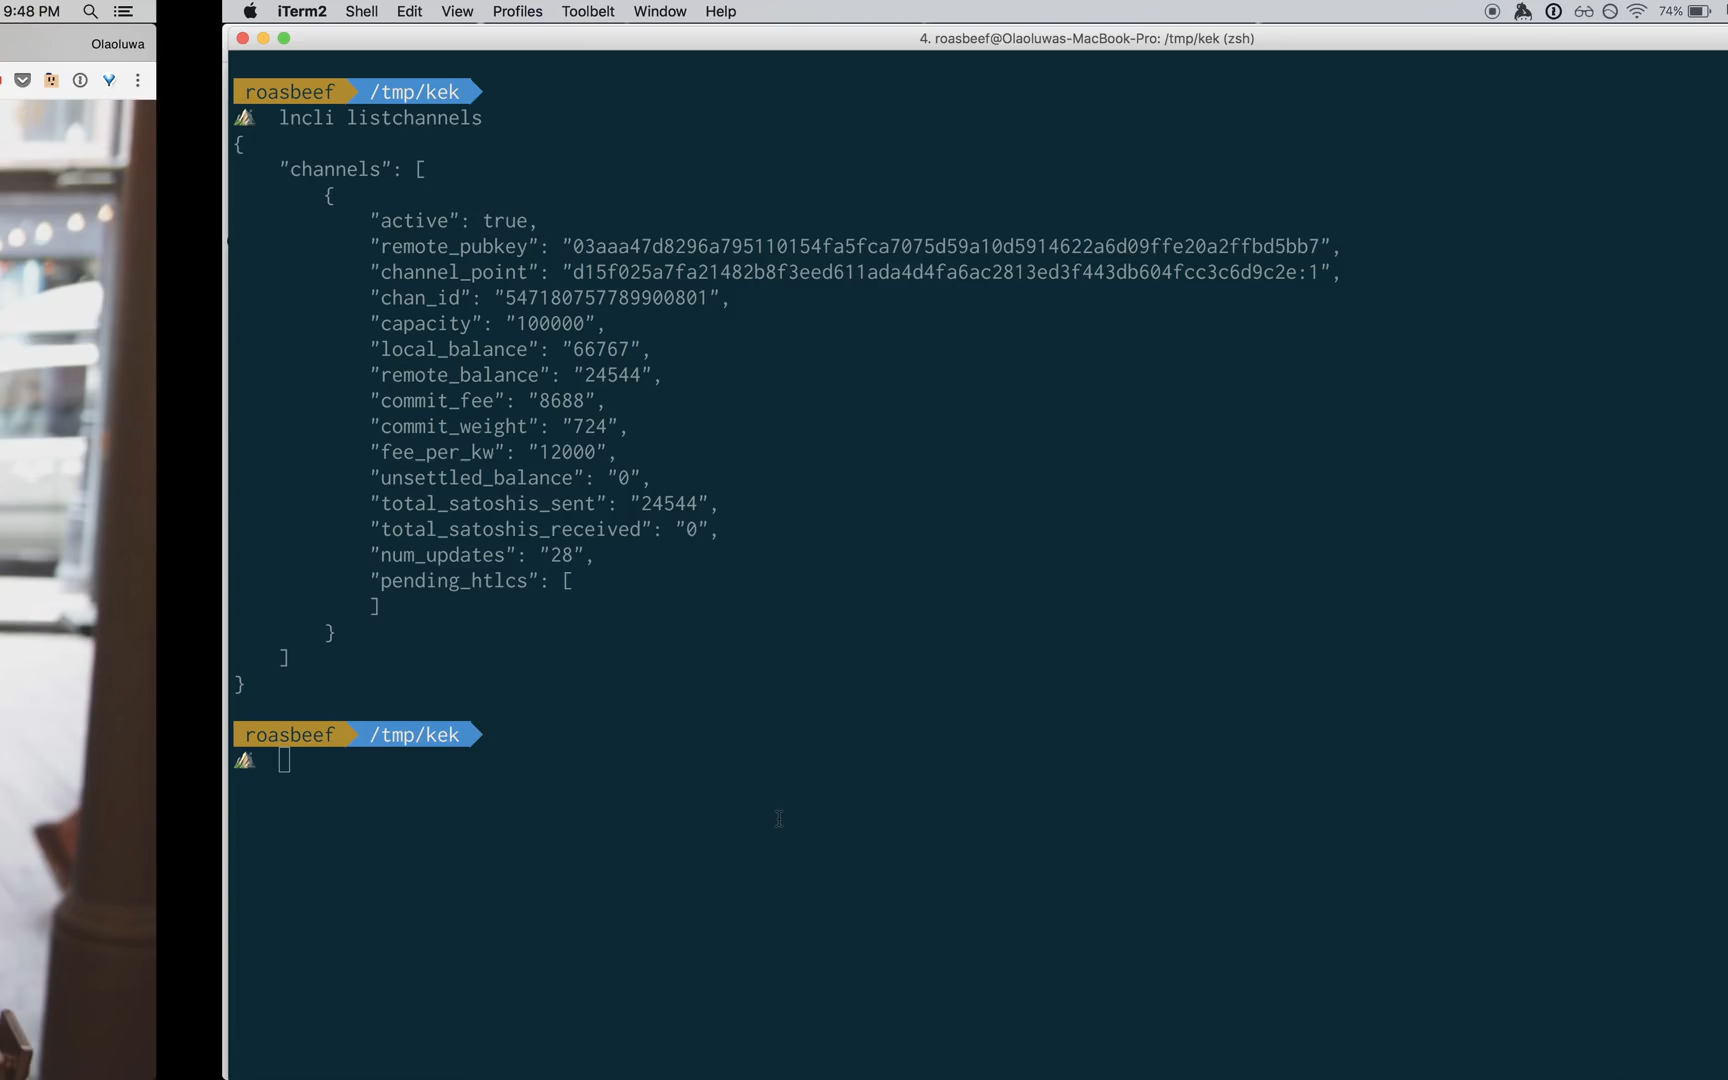 9:48 PM
Olaoluwa
iTerm2 Shell Edit View Profiles Toolbelt Window Help 74%
4. roasbeef@Olaoluwas-MacBook-Pro: /tmp/kek (zsh)
roasbeef /tmp/kek
lncli listchannels
{
"channels": [
{
"active": true,
"remote_pubkey": "03aaa47d8296a795110154fa5fca7075d59a10d5914622a6d09ffe20a2ffbd5bb7",
"channel_point": "d15f025a7fa21482b8f3eed611ada4d4fa6ac2813ed3f443db604fcc3c6d9c2e:1",
"chan_id": "547180757789900801",
"capacity": "100000",
"local_balance": "66767",
"remote_balance": "24544",
"commit_fee": "8688",
"commit_weight": "724",
"fee_per_kw": "12000",
"unsettled_balance": "0",
"total_satoshis_sent": "24544",
"total_satoshis_received": "0",
"num_updates": "28",
"pending_htlcs": [
]
}
]
}
roasbeef /tmp/kek